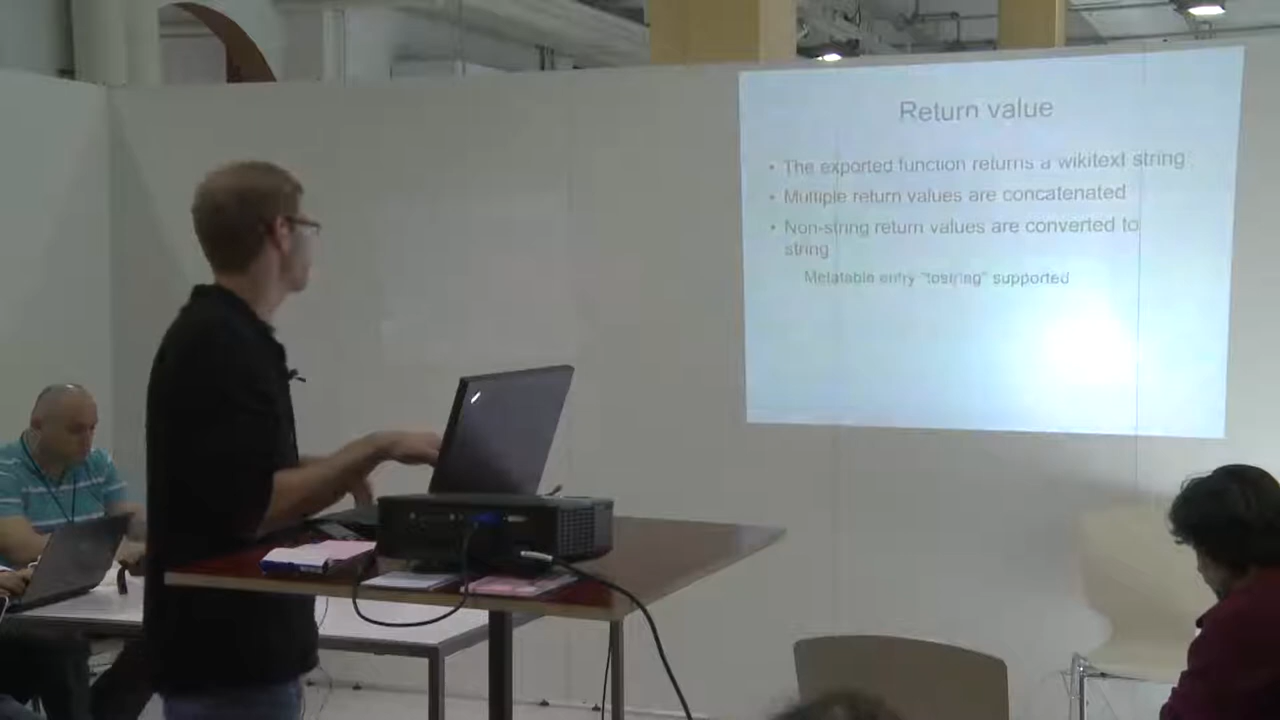 Return value
• The exported function returns a wikitext string
• Multiple return values are concatenated
• Non-string return values are converted to
string
Metatable entry "tostring" supported